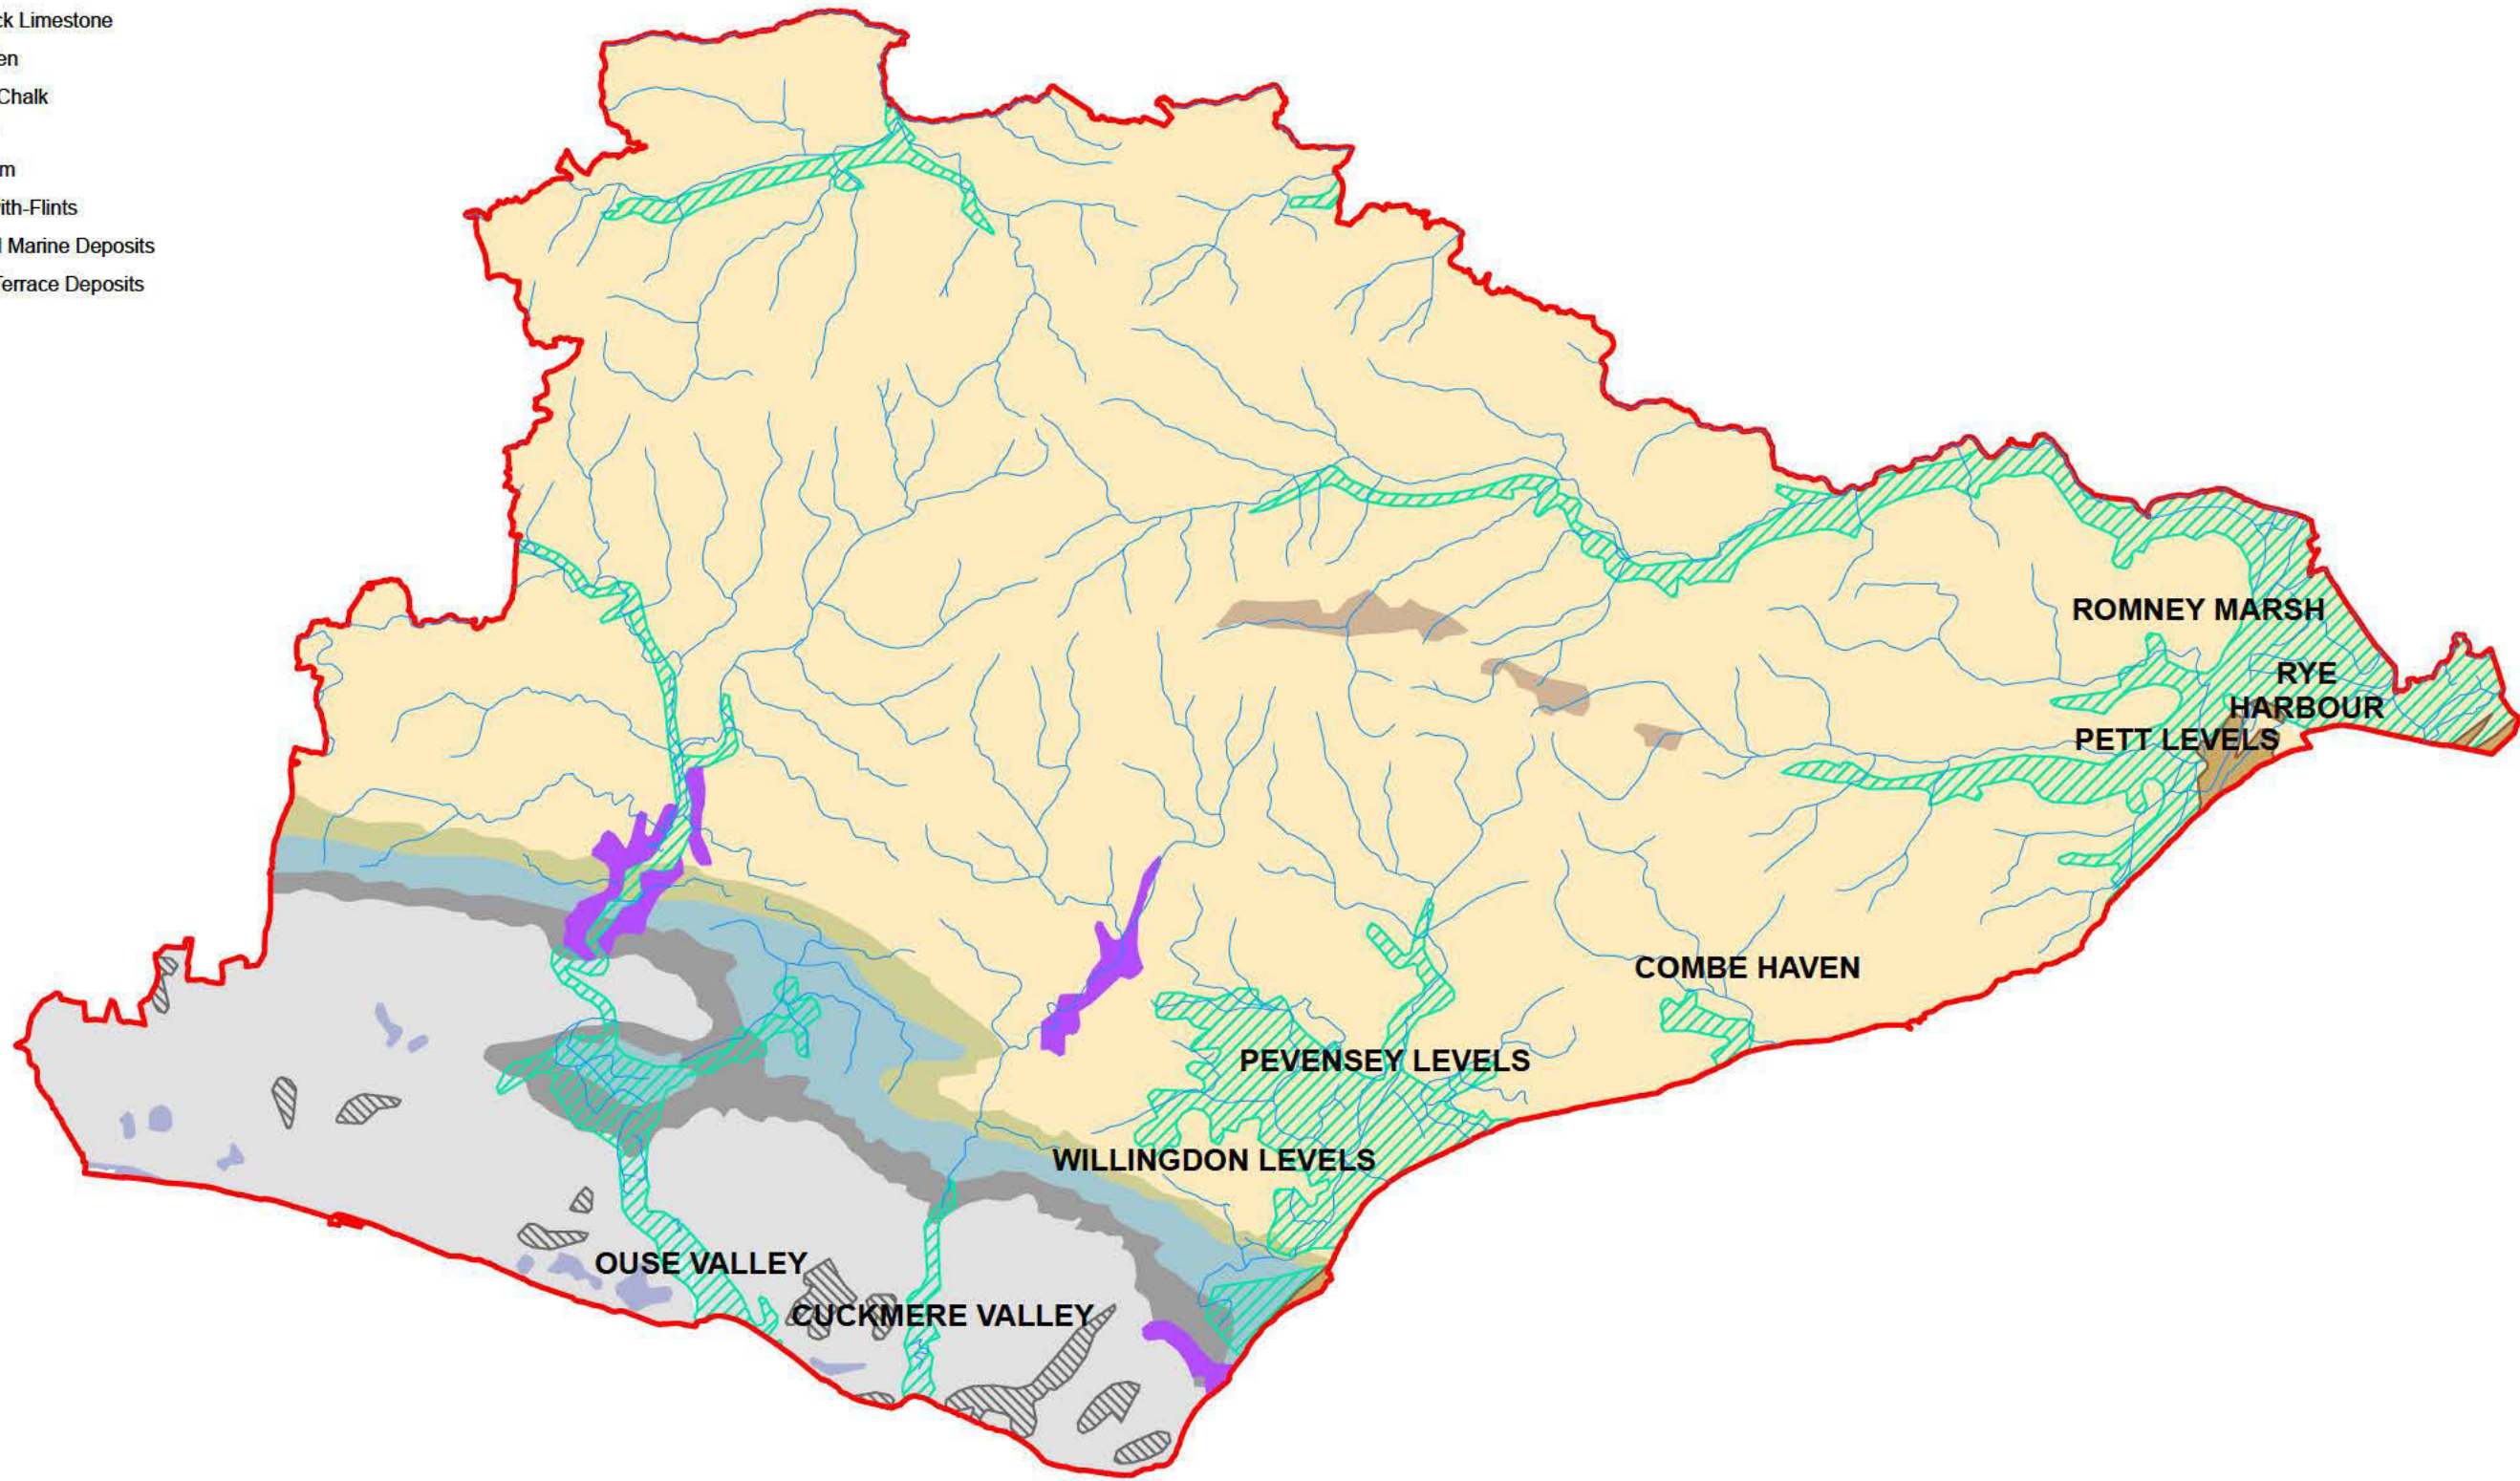 ck Limestone
en
Chalk
m
ith-Flints
l Marine Deposits
Terrace Deposits
ROMNEY MARSH
RYE
HARBOUR
PETT LEVELS
COMBE HAVEN
PEVENSEY LEVELS
WILLINGDON LEVELS
OUSE VALLEY
CUCKMERE VALLEY